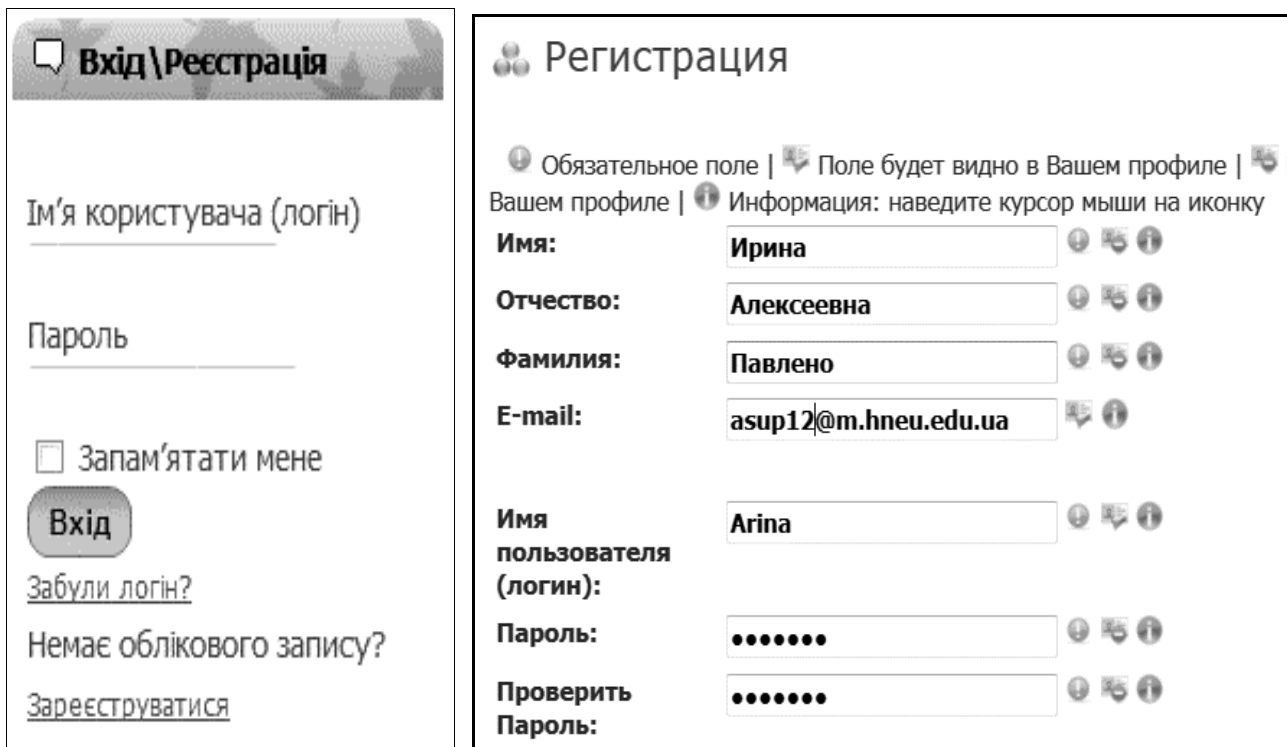 Вхід\Реєстрація
Ім'я користувача (логін)
Пароль
Запам'ятати мене
Вхід
Забули логін?
Немає облікового запису?
Зареєструватися
Регистрация
Обязательное поле | Поле будет видно в Вашем профиле |
Вашем профиле | Информация: наведите курсор мыши на иконку
Имя: Ирина
Отчество: Алексеевна
Фамилия: Павлено
E-mail: asup12@m.hneu.edu.ua
Имя Arina
пользователя
(логин):
Пароль: •••••••
Проверить •••••••
Пароль: